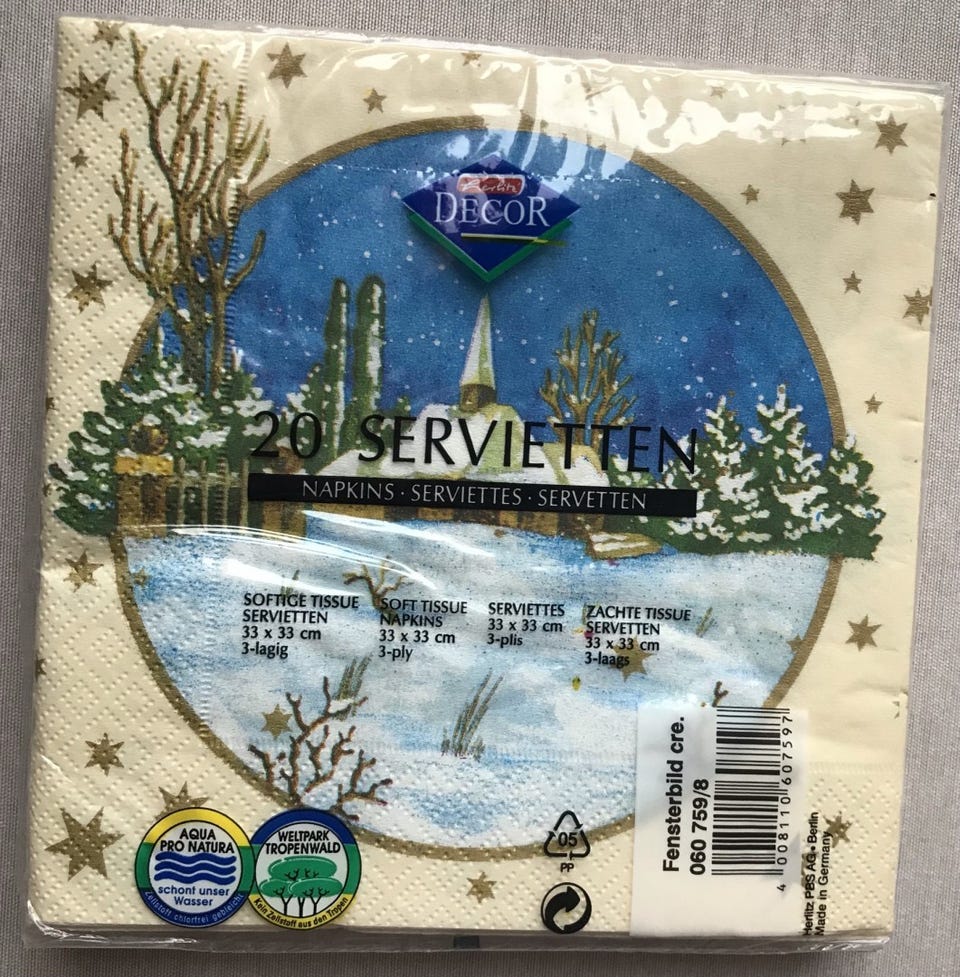 Herlitz
DECOR
20 SERVIETTEN
NAPKINS · SERVIETTES · SERVETTEN
SOFTIGE TISSUE
SERVIETTEN
33 x 33 cm
3-lagig
SOFT TISSUE
NAPKINS
33 x 33 cm
3-ply
SERVIETTES
33 x 33 cm
3-plis
ZACHTE TISSUE
SERVETTEN
33 x 33 cm
3-laags
Fensterbild cre.
060 759/8
4 008110 607597
Herlitz PBS AG • Berlin
Made in Germany
AQUA
PRO NATURA
schont unser
Wasser
Zellstoff chlorfrei gebleicht
WELTPARK
TROPENWALD
Kein Zellstoff aus den Tropen
05
PP